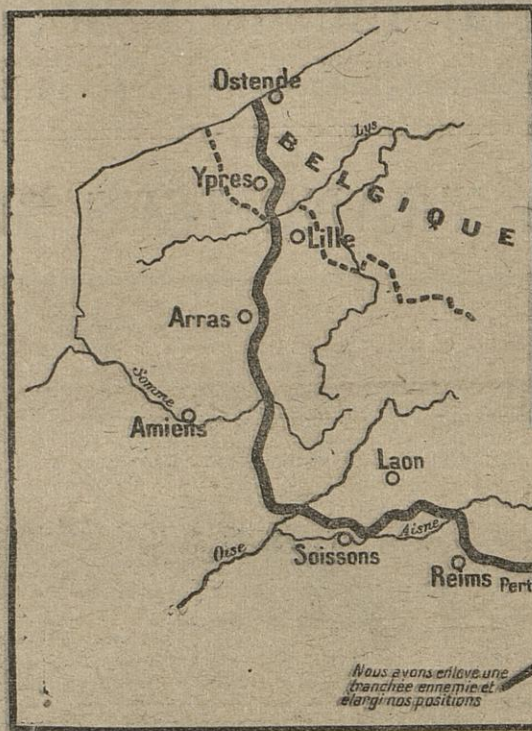 Ostende
Lys
BELGIQUE
Ypres
Lille
Arras
Somme
Amiens
Laon
Oise
Soissons
Aisne
Reims
Pert
Nous avons enlevé une
tranchée ennemie et
élargi nos positions